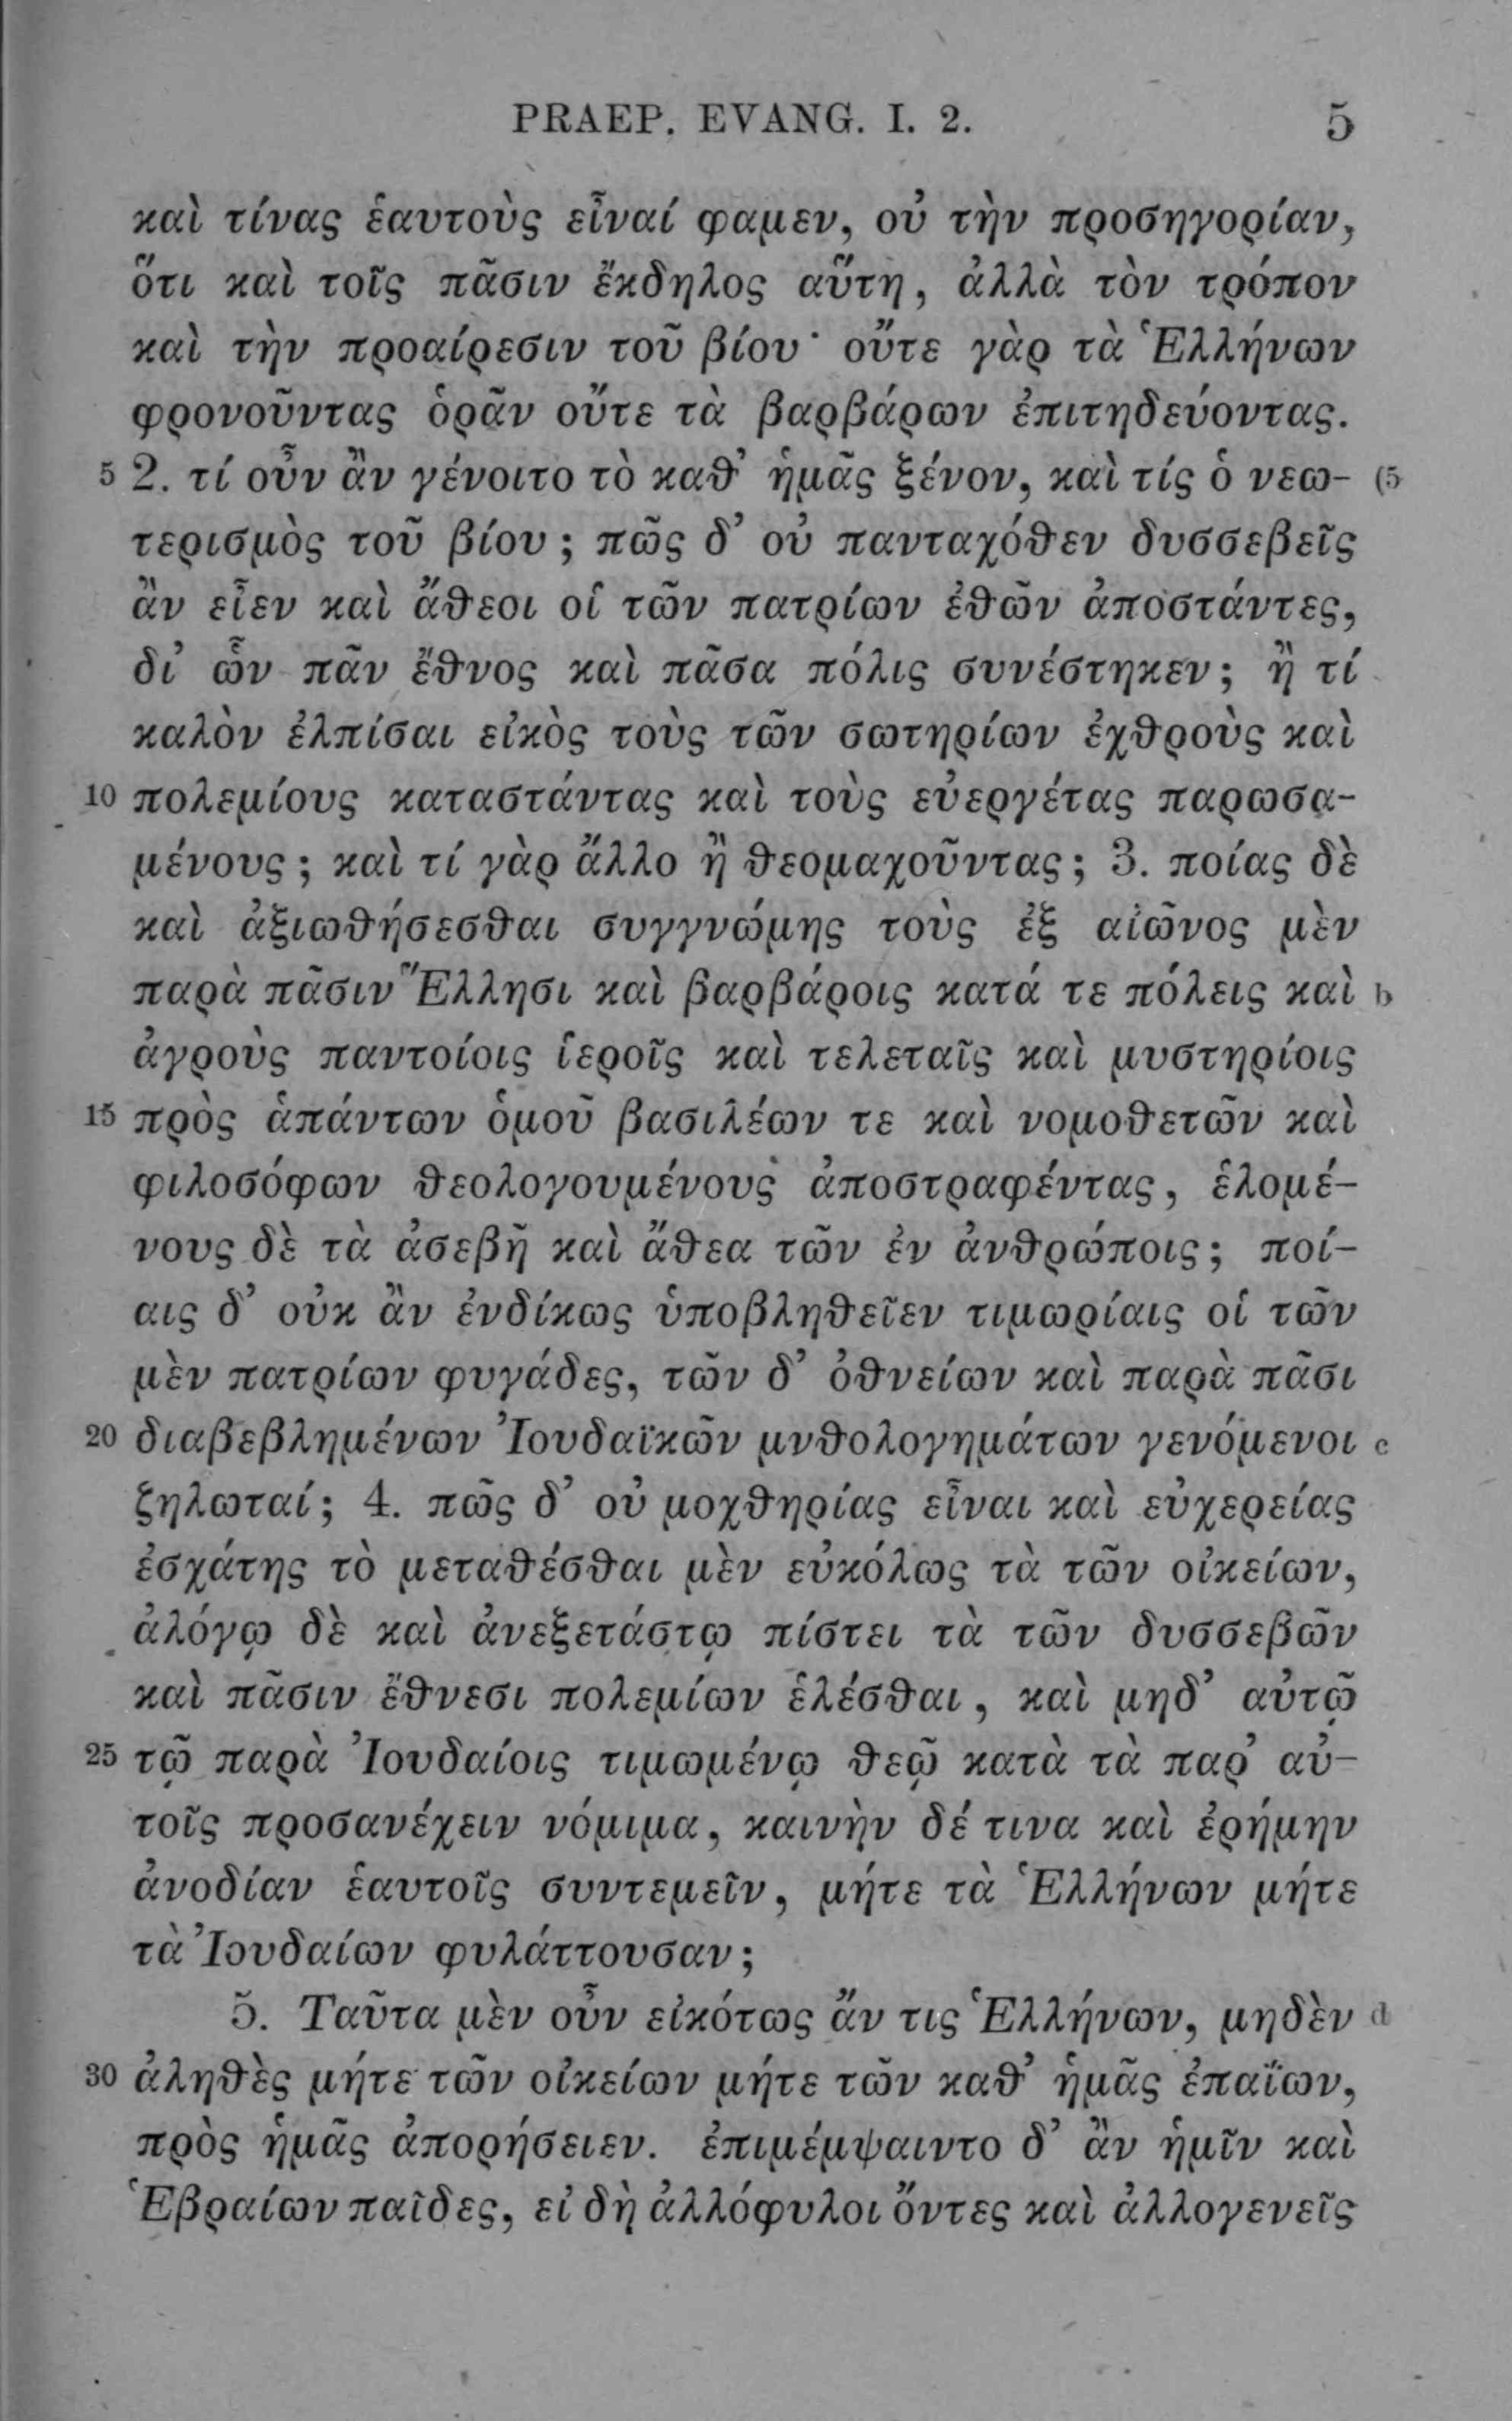 PRAEP. EVANG. I. 2. 5
καὶ τίνας ἑαυτοὺς εἶναί φαμεν, οὐ τὴν προσηγορίαν,
ὅτι καὶ τοῖς πᾶσιν ἔκδηλος αὕτη, ἀλλὰ τὸν τρόπον
καὶ τὴν προαίρεσιν τοῦ βίου· οὔτε γὰρ τὰ Ἑλλήνων
φρονοῦντας ὁρᾶν οὔτε τὰ βαρβάρων ἐπιτηδεύοντας.
5 2. τί οὖν ἂν γένοιτο τὸ καθ’ ἡμᾶς ξένον, καὶ τίς ὁ νεω- (5
τερισμὸς τοῦ βίου; πῶς δ’ οὐ πανταχόθεν δυσσεβεῖς
ἂν εἶεν καὶ ἄθεοι οἱ τῶν πατρίων ἐθῶν ἀποστάντες,
δι’ ὧν πᾶν ἔθνος καὶ πᾶσα πόλις συνέστηκεν; ἢ τί
καλὸν ἐλπίσαι εἰκὸς τοὺς τῶν σωτηρίων ἐχθροὺς καὶ
10 πολεμίους καταστάντας καὶ τοὺς εὐεργέτας παρωσα-
μένους; καὶ τί γὰρ ἄλλο ἢ θεομαχοῦντας; 3. ποίας δὲ
καὶ ἀξιωθήσεσθαι συγγνώμης τοὺς ἐξ αἰῶνος μὲν
παρὰ πᾶσιν Ἕλλησι καὶ βαρβάροις κατά τε πόλεις καὶ b
ἀγροὺς παντοίοις ἱεροῖς καὶ τελεταῖς καὶ μυστηρίοις
15 πρὸς ἁπάντων ὁμοῦ βασιλέων τε καὶ νομοθετῶν καὶ
φιλοσόφων θεολογουμένους ἀποστραφέντας, ἑλομέ-
νους δὲ τὰ ἀσεβῆ καὶ ἄθεα τῶν ἐν ἀνθρώποις; ποί-
αις δ’ οὐκ ἂν ἐνδίκως ὑποβληθεῖεν τιμωρίαις οἱ τῶν
μὲν πατρίων φυγάδες, τῶν δ’ ὀθνείων καὶ παρὰ πᾶσι
20 διαβεβλημένων Ἰουδαϊκῶν μυθολογημάτων γενόμενοι c
ζηλωταί; 4. πῶς δ’ οὐ μοχθηρίας εἶναι καὶ εὐχερείας
ἐσχάτης τὸ μεταθέσθαι μὲν εὐκόλως τὰ τῶν οἰκείων,
ἀλόγῳ δὲ καὶ ἀνεξετάστῳ πίστει τὰ τῶν δυσσεβῶν
καὶ πᾶσιν ἔθνεσι πολεμίων ἑλέσθαι, καὶ μηδ’ αὐτῷ
25 τῷ παρὰ Ἰουδαίοις τιμωμένῳ θεῷ κατὰ τὰ παρ’ αὐ-
τοῖς προσανέχειν νόμιμα, καινὴν δέ τινα καὶ ἐρήμην
ἀνοδίαν ἑαυτοῖς συντεμεῖν, μήτε τὰ Ἑλλήνων μήτε
τὰ Ἰουδαίων φυλάττουσαν;
5. Ταῦτα μὲν οὖν εἰκότως ἄν τις Ἑλλήνων, μηδὲν d
30 ἀληθὲς μήτε τῶν οἰκείων μήτε τῶν καθ’ ἡμᾶς ἐπαΐων,
πρὸς ἡμᾶς ἀπορήσειεν. ἐπιμέμψαιντο δ’ ἂν ἡμῖν καὶ
Ἑβραίων παῖδες, εἰ δὴ ἀλλόφυλοι ὄντες καὶ ἀλλογενεῖς